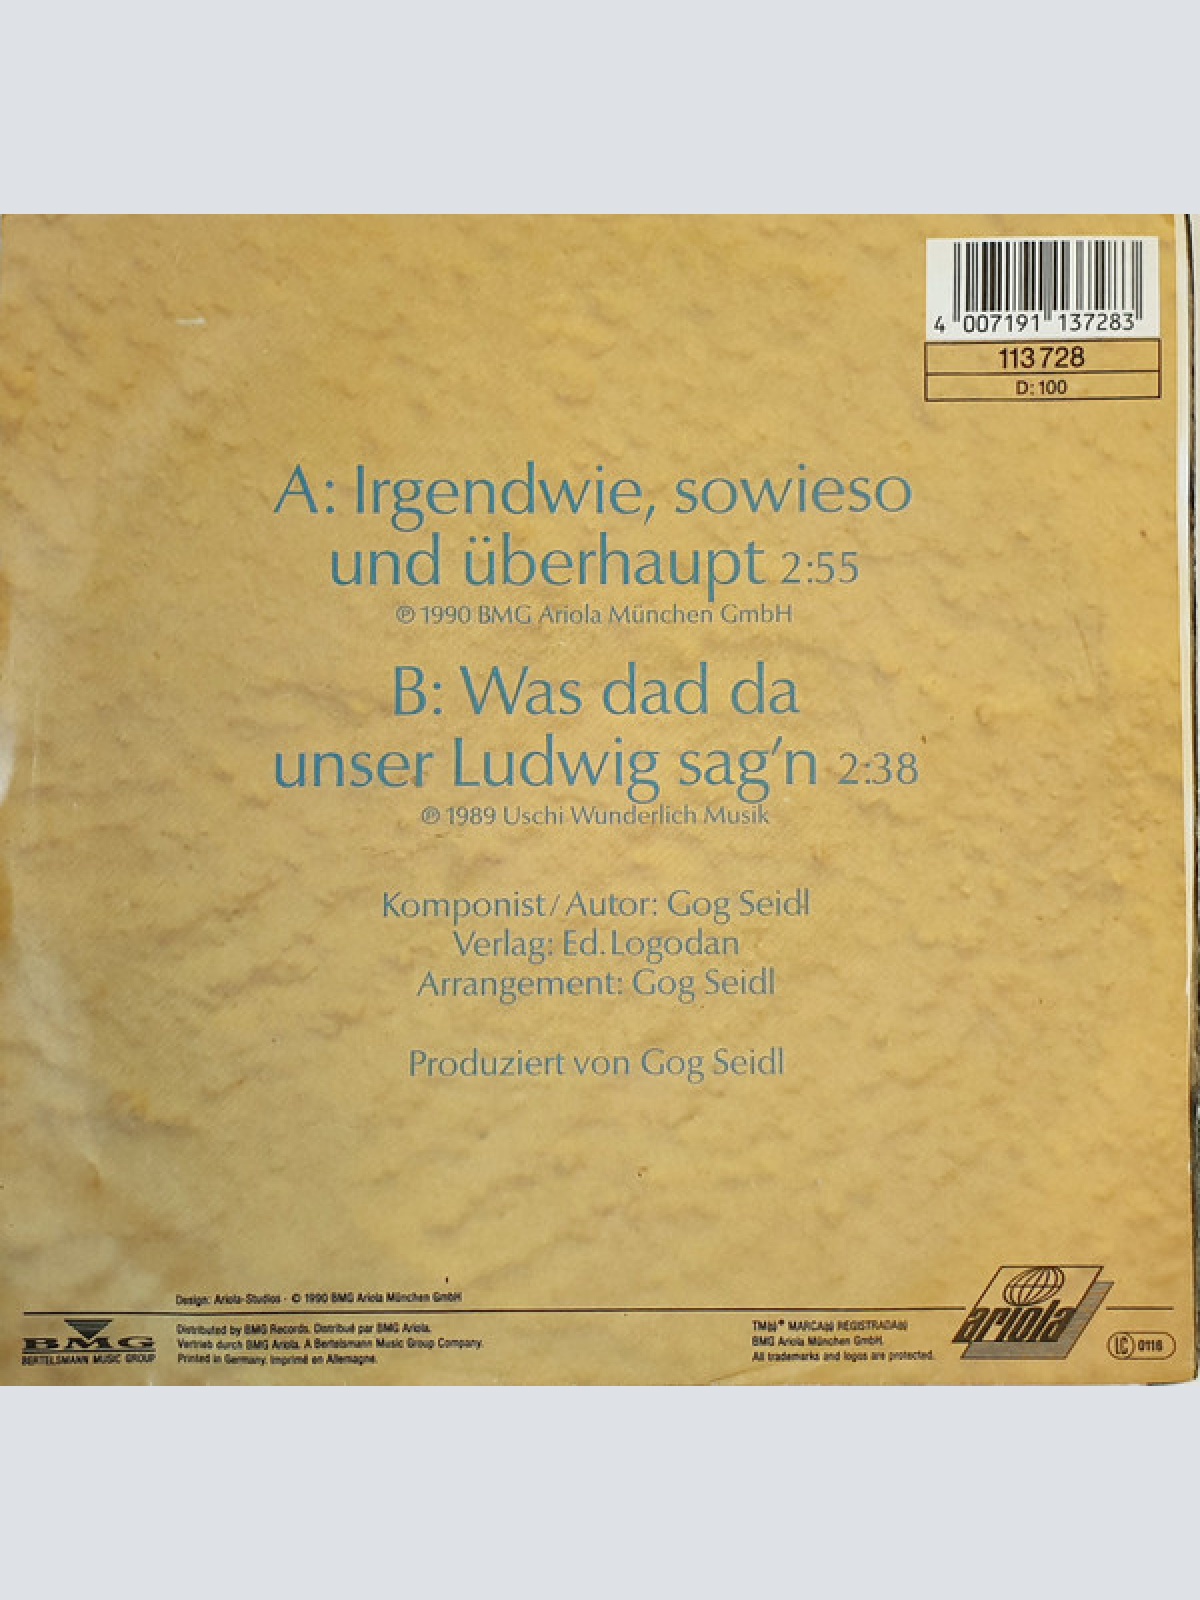 4 007191 137283
113 728
D: 100
A: Irgendwie, sowieso
und überhaupt 2:55
℗ 1990 BMG Ariola München GmbH
B: Was dad da
unser Ludwig sag'n 2:38
℗ 1989 Uschi Wunderlich Musik
Komponist/Autor: Gog Seidl
Verlag: Ed. Logodan
Arrangement: Gog Seidl
Produziert von Gog Seidl
Design: Ariola-Studios · © 1990 BMG Ariola München GmbH
BMG
BERTELSMANN MUSIC GROUP
Distributed by BMG Records. Distribué par BMG Ariola.
Vertrieb durch BMG Ariola. A Bertelsmann Music Group Company.
Printed in Germany. Imprimé en Allemagne.
MARCA REGISTRADA
BMG Ariola München GmbH.
All trademarks and logos are protected.
ariola
LC 0116